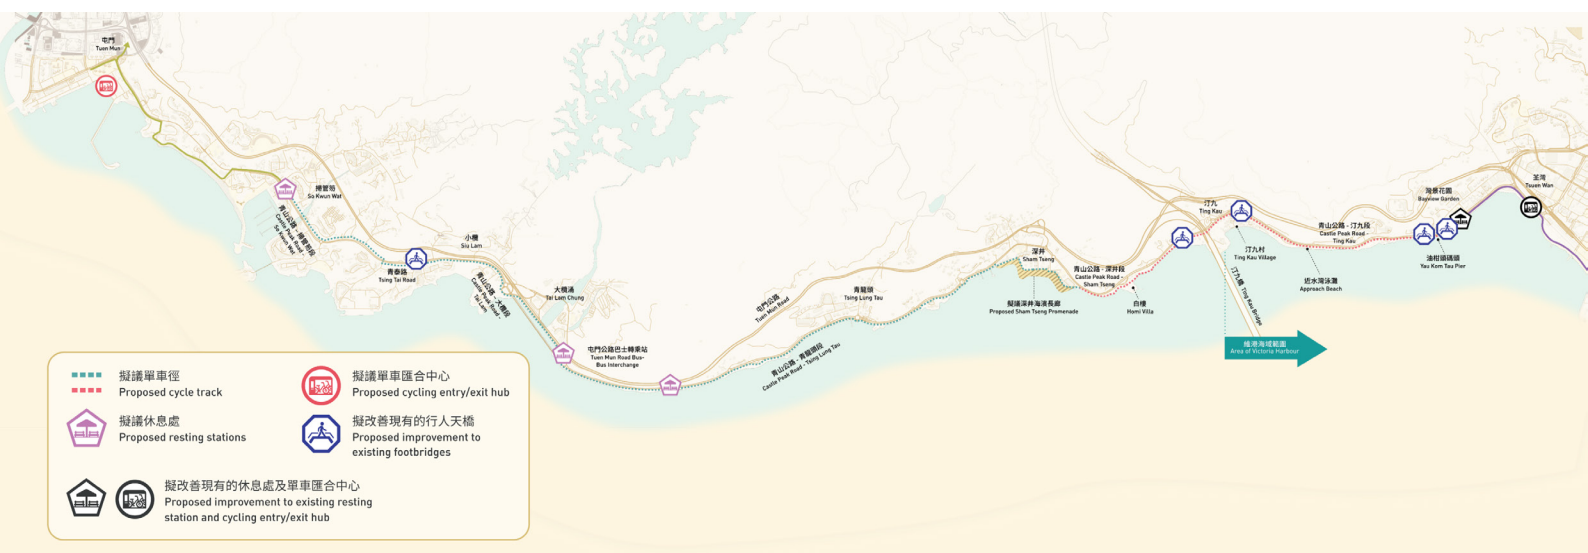 屯門
Tuen Mun
掃管笏
So Kwun Wat
青山公路 - 掃管笏段
Castle Peak Road -
So Kwun Wat
青泰路
Tsing Tai Road
小欖
Siu Lam
青山公路 - 大欖段
Castle Peak Road -
Tai Lam
大欖涌
Tai Lam Chung
屯門公路巴士轉乘站
Tuen Mun Road Bus-
Bus Interchange
屯門公路
Tuen Mun Road
青龍頭
Tsing Lung Tau
青山公路 - 青龍頭段
Castle Peak Road - Tsing Lung Tau
深井
Sham Tseng
擬議深井海濱長廊
Proposed Sham Tseng Promenade
青山公路 - 深井段
Castle Peak Road -
Sham Tseng
白樓
Homi Villa
汀九
Ting Kau
汀九村
Ting Kau Village
汀九橋 Ting Kau Bridge
青山公路 - 汀九段
Castle Peak Road -
Ting Kau
近水灣泳灘
Approach Beach
灣景花園
Bayview Garden
油柑頭碼頭
Yau Kom Tau Pier
荃灣
Tsuen Wan
維港海域範圍
Area of Victoria Harbour
擬議單車徑
Proposed cycle track
擬議單車匯合中心
Proposed cycling entry/exit hub
擬議休息處
Proposed resting stations
擬改善現有的行人天橋
Proposed improvement to
existing footbridges
擬改善現有的休息處及單車匯合中心
Proposed improvement to existing resting
station and cycling entry/exit hub